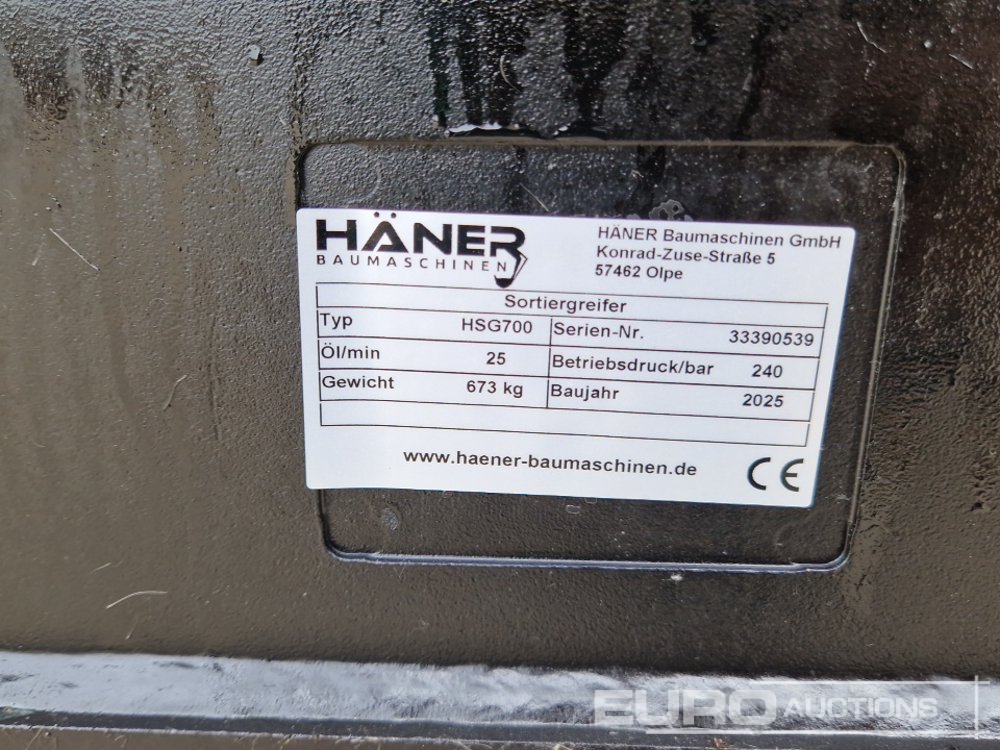 HÄNER
BAUMASCHINEN
HÄNER Baumaschinen GmbH
Konrad-Zuse-Straße 5
57462 Olpe
Sortiergreifer
Typ HSG700 Serien-Nr. 33390539
Öl/min 25 Betriebsdruck/bar 240
Gewicht 673 kg Baujahr 2025
www.haener-baumaschinen.de CE
EURO AUCTIONS